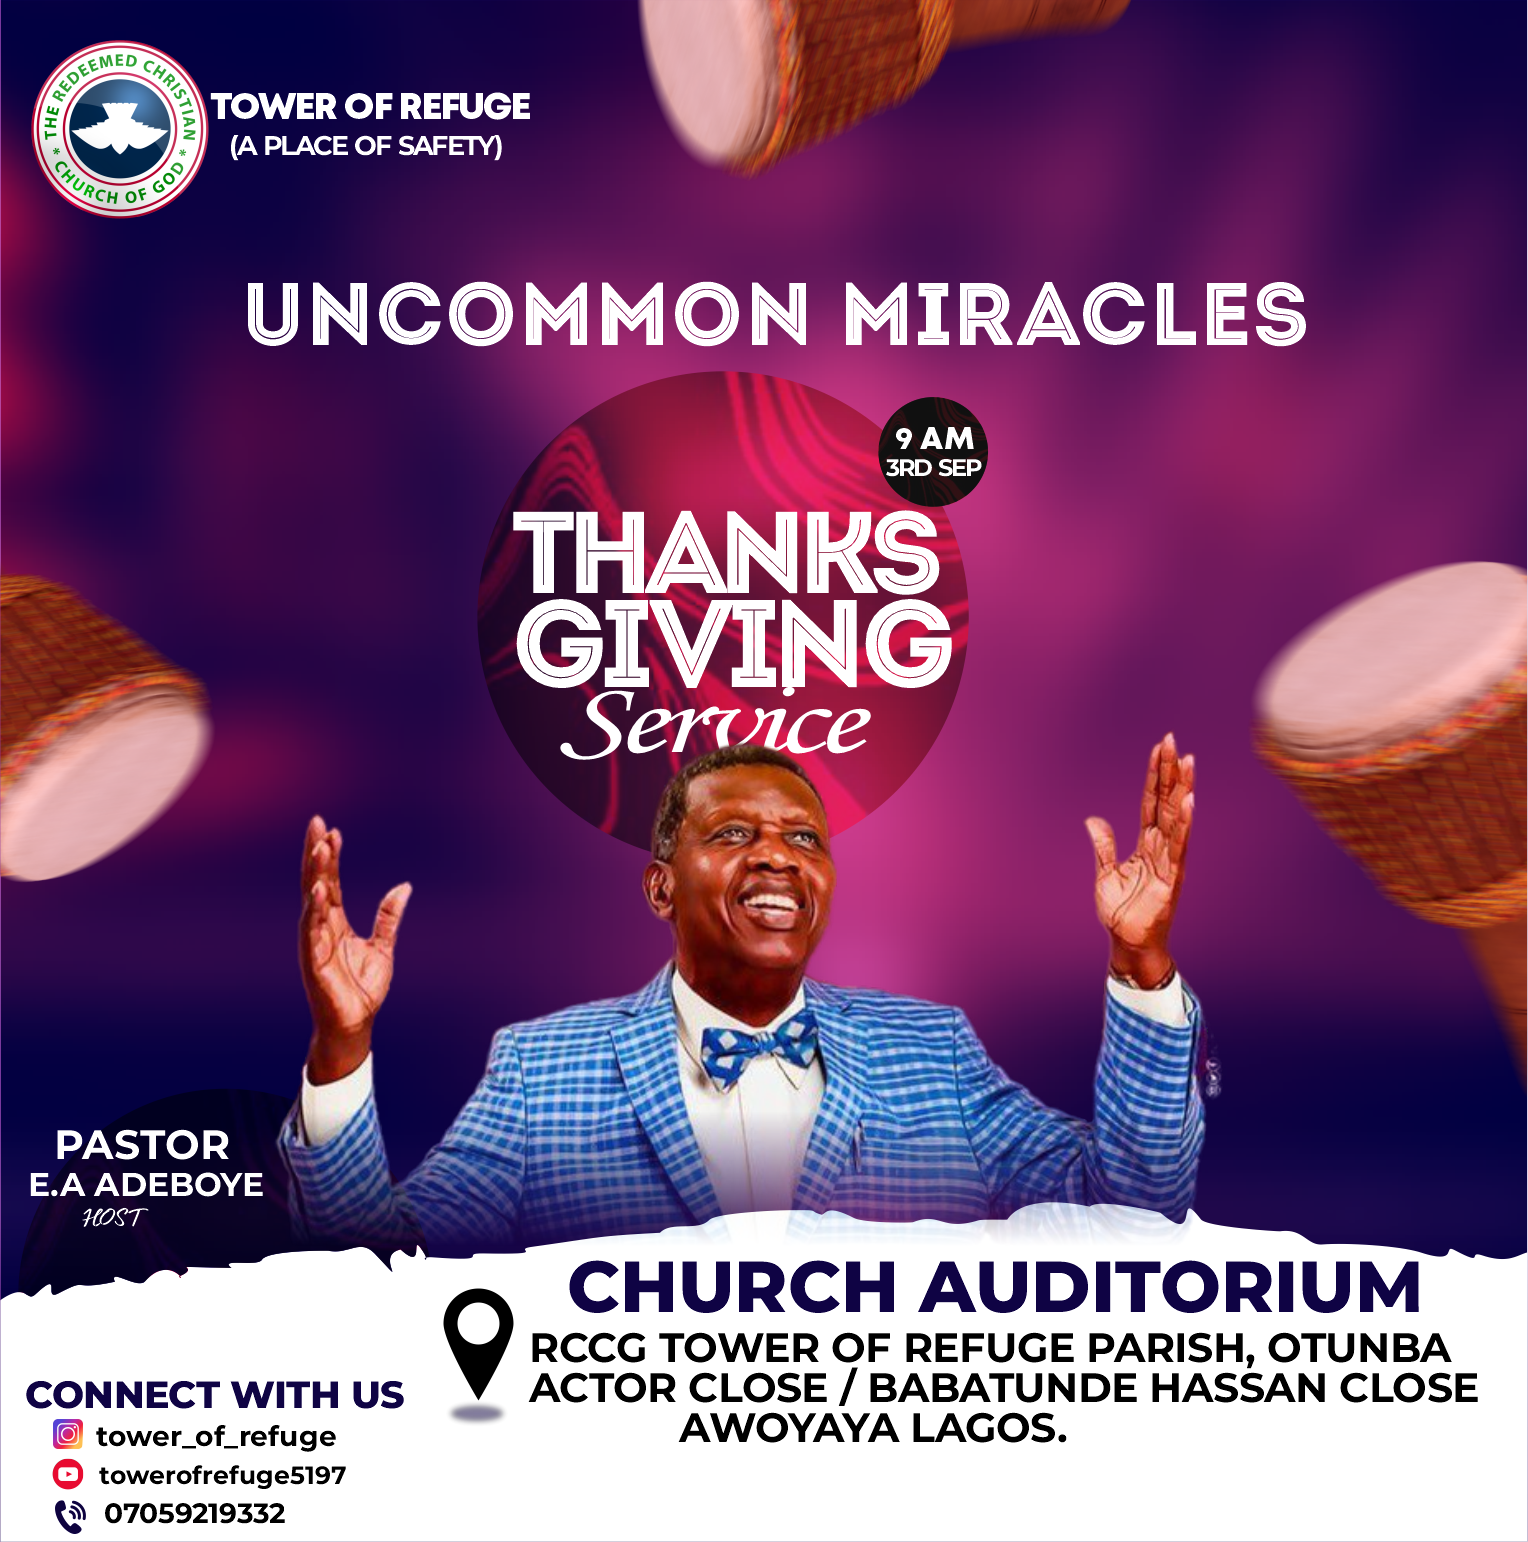 THE REDEEMED CHRISTIAN
* CHURCH OF GOD *
TOWER OF REFUGE
(A PLACE OF SAFETY)
UNCOMMON MIRACLES
9 AM
3RD SEP
THANKS
GIVING
Service
PASTOR
E.A ADEBOYE
HOST
CHURCH AUDITORIUM
RCCG TOWER OF REFUGE PARISH, OTUNBA
ACTOR CLOSE / BABATUNDE HASSAN CLOSE
AWOYAYA LAGOS.
CONNECT WITH US
tower_of_refuge
towerofrefuge5197
07059219332